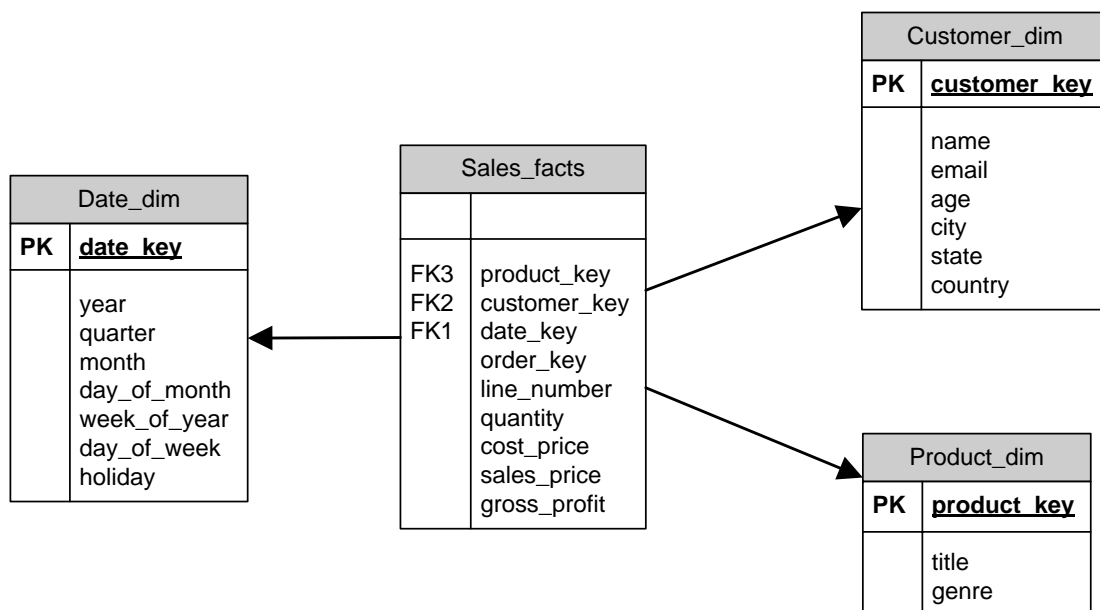 Customer_dim
PK customer_key
name
email
age
city
state
country
Sales_facts
FK3 product_key
FK2 customer_key
FK1 date_key
order_key
line_number
quantity
cost_price
sales_price
gross_profit
Date_dim
PK date_key
year
quarter
month
day_of_month
week_of_year
day_of_week
holiday
Product_dim
PK product_key
title
genre